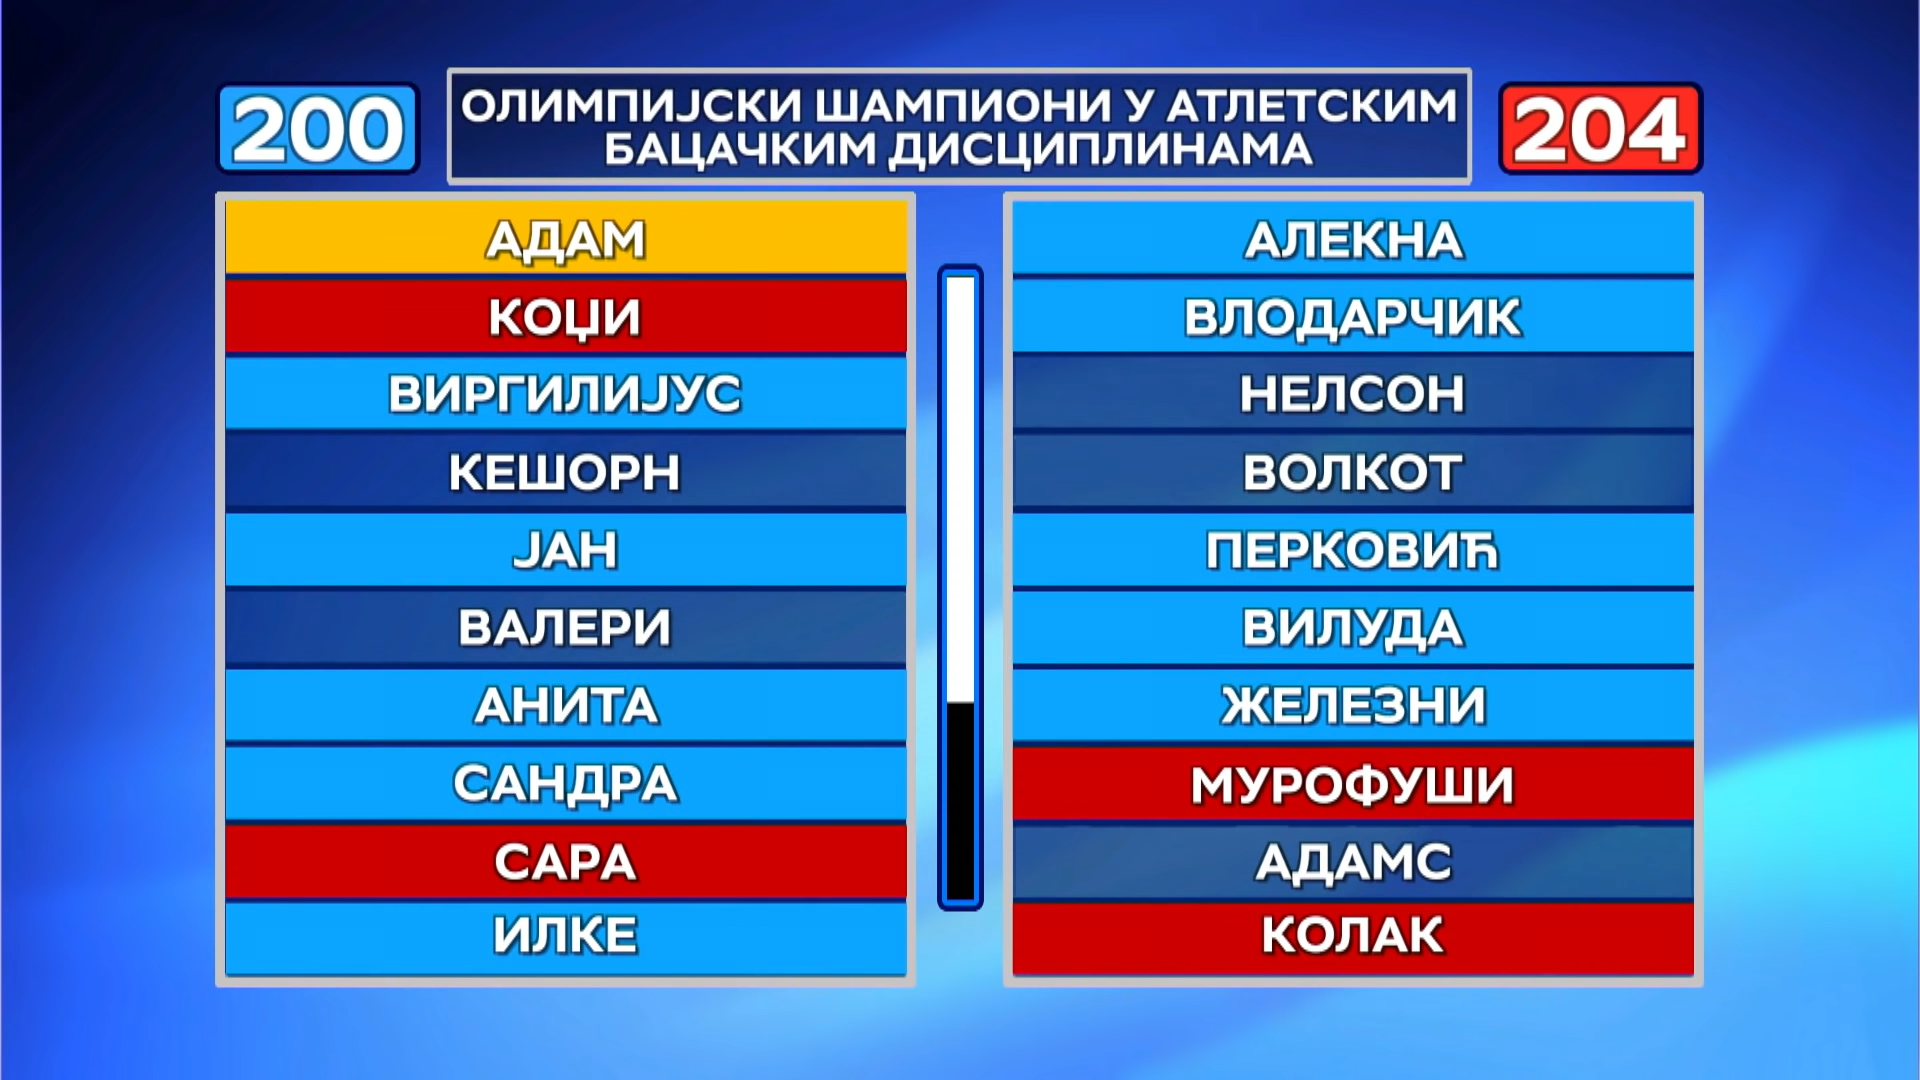 200
ОЛИМПИЈСКИ ШАМПИОНИ У АТЛЕТСКИМ
БАЦАЧКИМ ДИСЦИПЛИНАМА
204
АДАМ
АЛЕКНА
КОЏИ
ВЛОДАРЧИК
ВИРГИЛИЈУС
НЕЛСОН
КЕШОРН
ВОЛКОТ
ЈАН
ПЕРКОВИЋ
ВАЛЕРИ
ВИЛУДА
АНИТА
ЖЕЛЕЗНИ
САНДРА
МУРОФУШИ
САРА
АДАМС
ИЛКЕ
КОЛАК